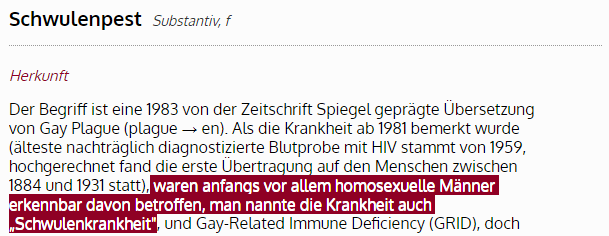 Schwulenpest Substantiv, f
Herkunft
Der Begriff ist eine 1983 von der Zeitschrift Spiegel geprägte Übersetzung
von Gay Plague (plague → en). Als die Krankheit ab 1981 bemerkt wurde
(älteste nachträglich diagnostizierte Blutprobe mit HIV stammt von 1959,
hochgerechnet fand die erste Übertragung auf den Menschen zwischen
1884 und 1931 statt), waren anfangs vor allem homosexuelle Männer
erkennbar davon betroffen, man nannte die Krankheit auch
„Schwulenkrankheit", und Gay-Related Immune Deficiency (GRID), doch